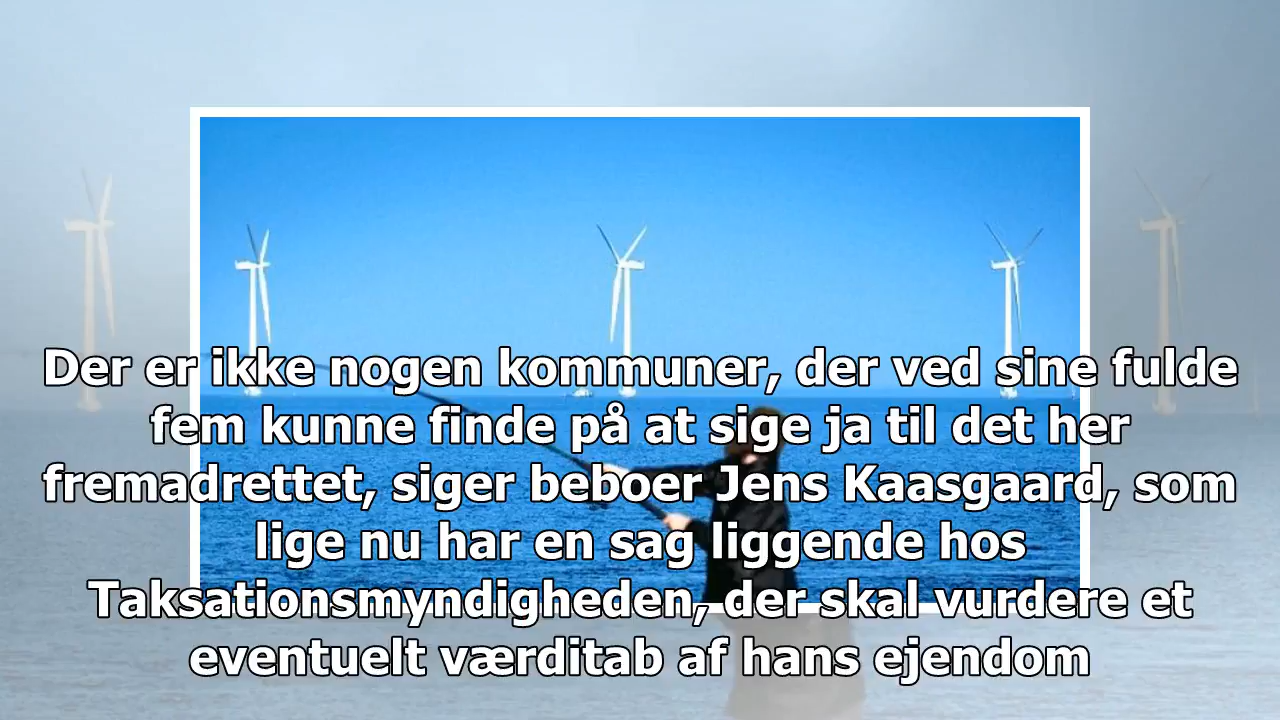 Der er ikke nogen kommuner, der ved sine fulde
fem kunne finde på at sige ja til det her
fremadrettet, siger beboer Jens Kaasgaard, som
lige nu har en sag liggende hos
Taksationsmyndigheden, der skal vurdere et
eventuelt værditab af hans ejendom